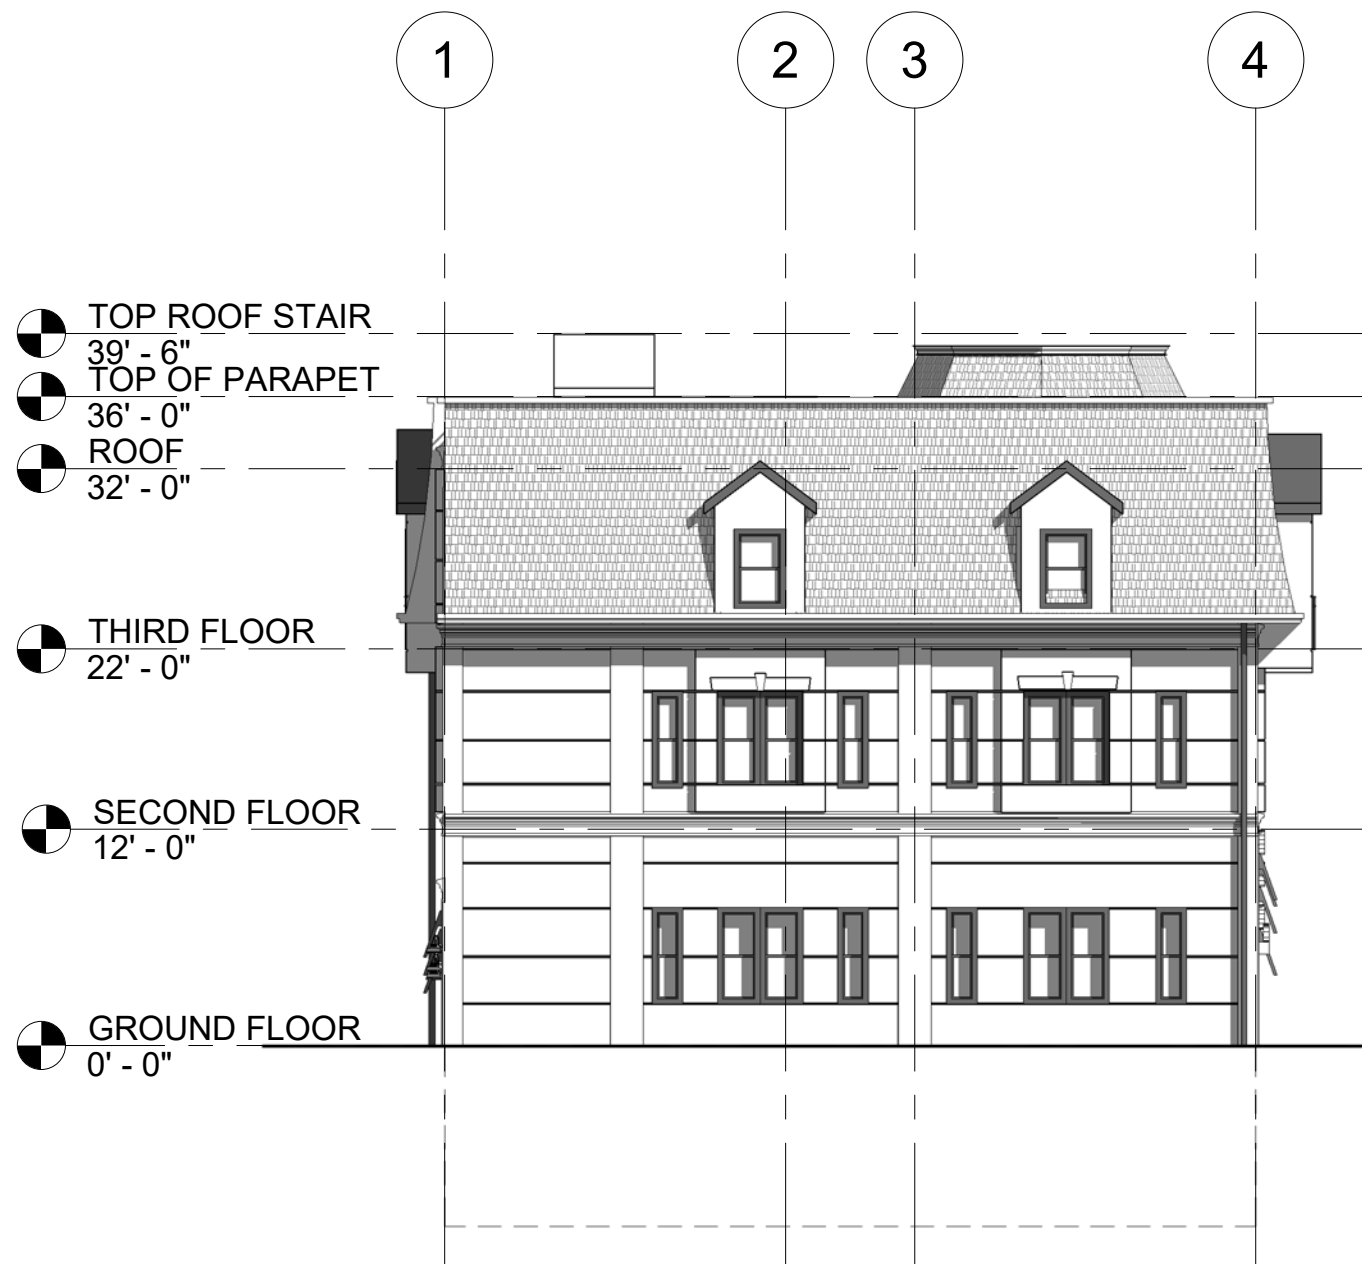 1 2 3 4
TOP ROOF STAIR
39' - 6"
TOP OF PARAPET
36' - 0"
ROOF
32' - 0"
THIRD FLOOR
22' - 0"
SECOND FLOOR
12' - 0"
GROUND FLOOR
0' - 0"